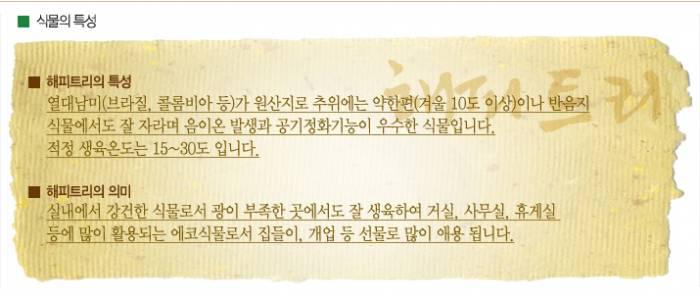 ■ 식물의 특성
해피트리
■ 해피트리의 특성
열대남미(브라질, 콜롬비아 등)가 원산지로 추위에는 약한편(겨울 10도 이상)이나 반음지
식물에서도 잘 자라며 음이온 발생과 공기정화기능이 우수한 식물입니다.
적정 생육온도는 15~30도 입니다.
■ 해피트리의 의미
실내에서 강건한 식물로서 광이 부족한 곳에서도 잘 생육하여 거실, 사무실, 휴게실
등에 많이 활용되는 에코식물로서 집들이, 개업 등 선물로 많이 애용 됩니다.